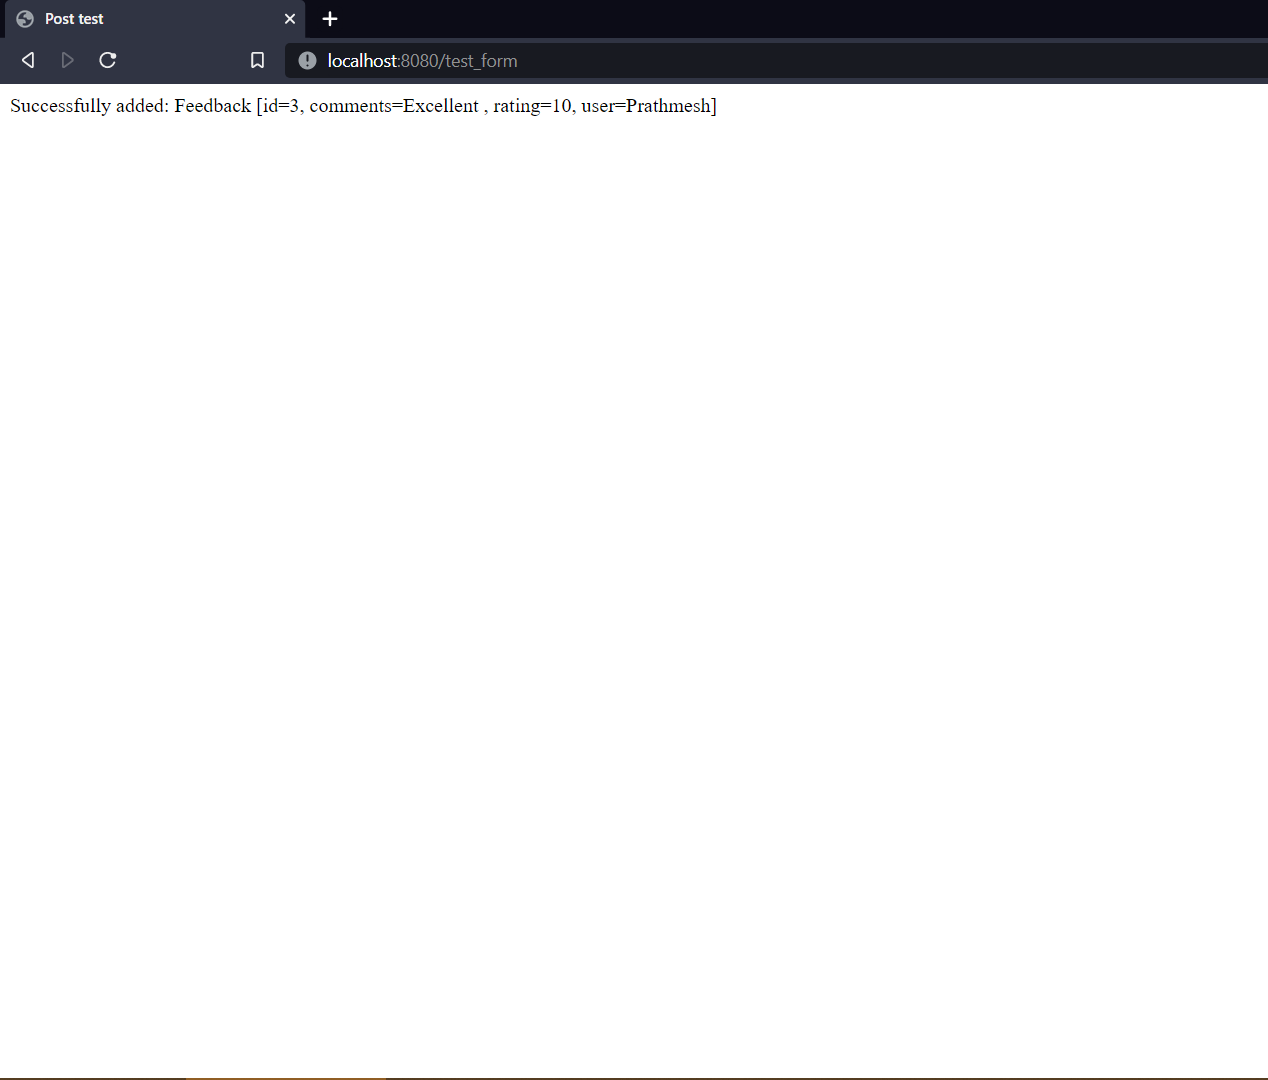 Post test
localhost:8080/test_form
Successfully added: Feedback [id=3, comments=Excellent , rating=10, user=Prathmesh]